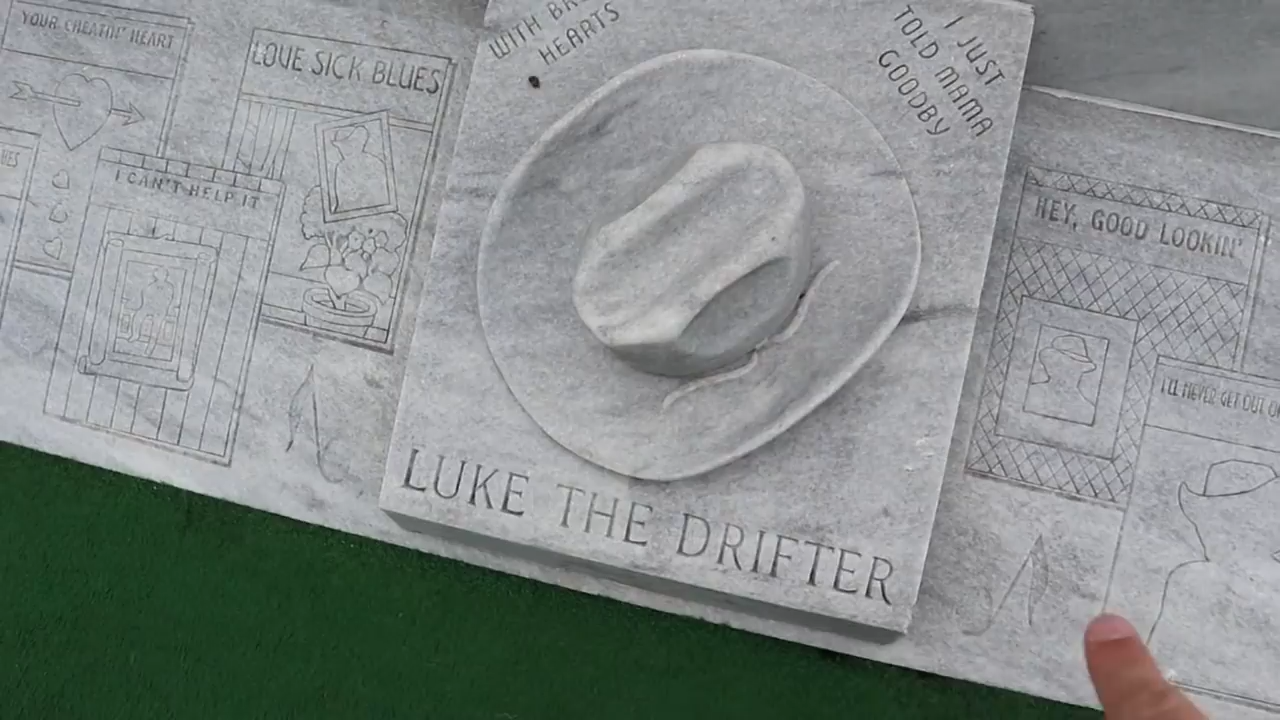 YOUR CHEATIN' HEART
LOVE SICK BLUES
I CAN'T HELP IT
WITH
HEARTS
I JUST
TOLD MAMA
GOODBY
LUKE THE DRIFTER
HEY, GOOD LOOKIN'
I'LL NEVER GET OUT